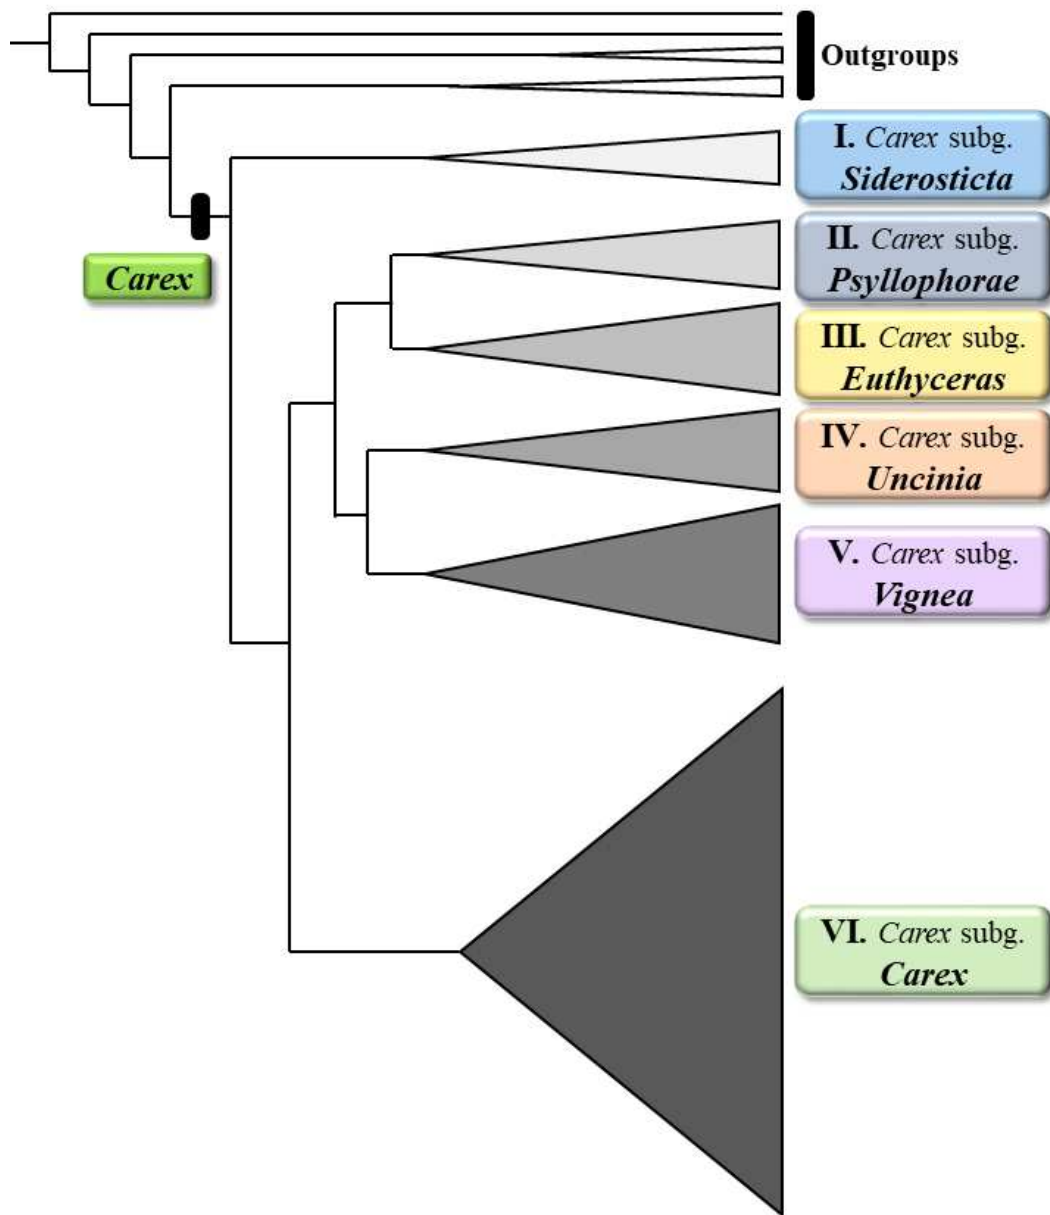 Outgroups
I. Carex subg.
Siderosticta
II. Carex subg.
Psyllophorae
Carex
III. Carex subg.
Euthyceras
IV. Carex subg.
Uncinia
V. Carex subg.
Vignea
VI. Carex subg.
Carex